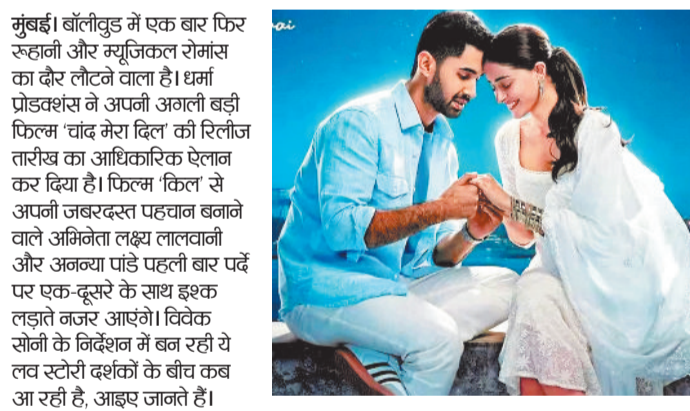 मुंबई। बॉलीवुड में एक बार फिर
रूहानी और म्यूजिकल रोमांस
का दौर लौटने वाला है। धर्मा
प्रोडक्शंस ने अपनी अगली बड़ी
फिल्म ‘चांद मेरा दिल’ की रिलीज
तारीख का आधिकारिक ऐलान
कर दिया है। फिल्म ‘किल’ से
अपनी जबरदस्त पहचान बनाने
वाले अभिनेता लक्ष्य लालवानी
और अनन्या पांडे पहली बार पर्दे
पर एक-दूसरे के साथ इश्क
लड़ाते नजर आएंगे। विवेक
सोनी के निर्देशन में बन रही ये
लव स्टोरी दर्शकों के बीच कब
आ रही है, आइए जानते हैं।